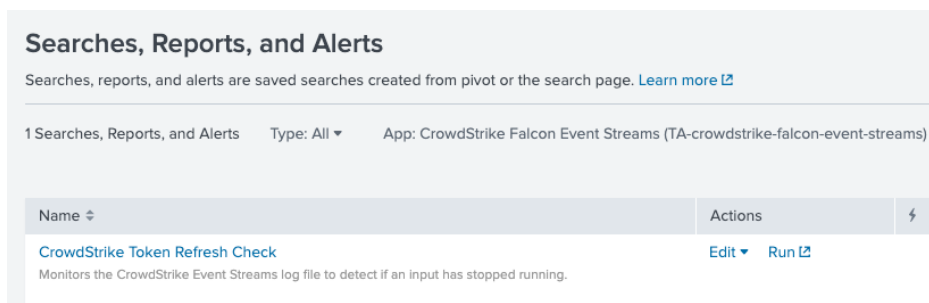 Searches, Reports, and Alerts
Searches, reports, and alerts are saved searches created from pivot or the search page. Learn more
1 Searches, Reports, and Alerts Type: All App: CrowdStrike Falcon Event Streams (TA-crowdstrike-falcon-event-streams)
Name Actions
CrowdStrike Token Refresh Check Edit Run
Monitors the CrowdStrike Event Streams log file to detect if an input has stopped running.